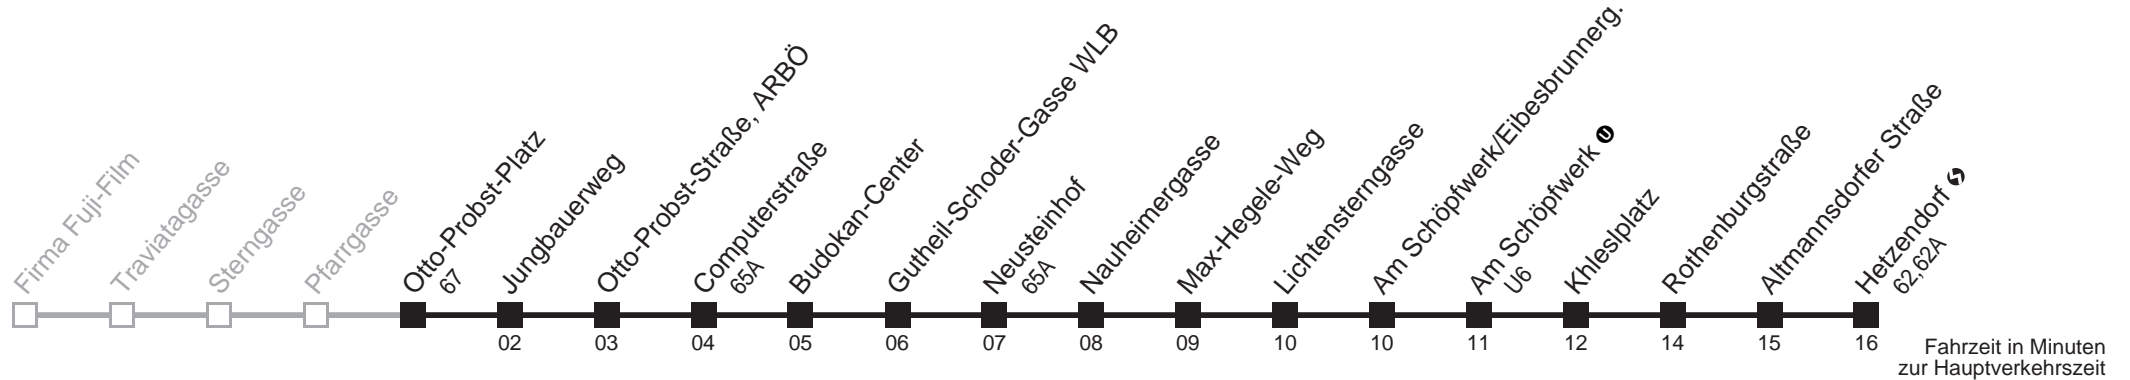 Firma Fuji-Film
Traviatagasse
Sterngasse
Pfarrgasse
Otto-Probst-Platz
67
Jungbauerweg
Otto-Probst-Straße, ARBÖ
Computerstraße
65A
Budokan-Center
Gutheil-Schoder-Gasse WLB
Neusteinhof
65A
Nauheimergasse
Max-Hegele-Weg
Lichtensterngasse
Am Schöpfwerk/Eibesbrunnerg.
Am Schöpfwerk U
U6
Khleslplatz
Rothenburgstraße
Altmannsdorfer Straße
Hetzendorf
62,62A
02 03 04 05 06 07 08 09 10 10 11 12 14 15 16
Fahrzeit in Minuten
zur Hauptverkehrszeit